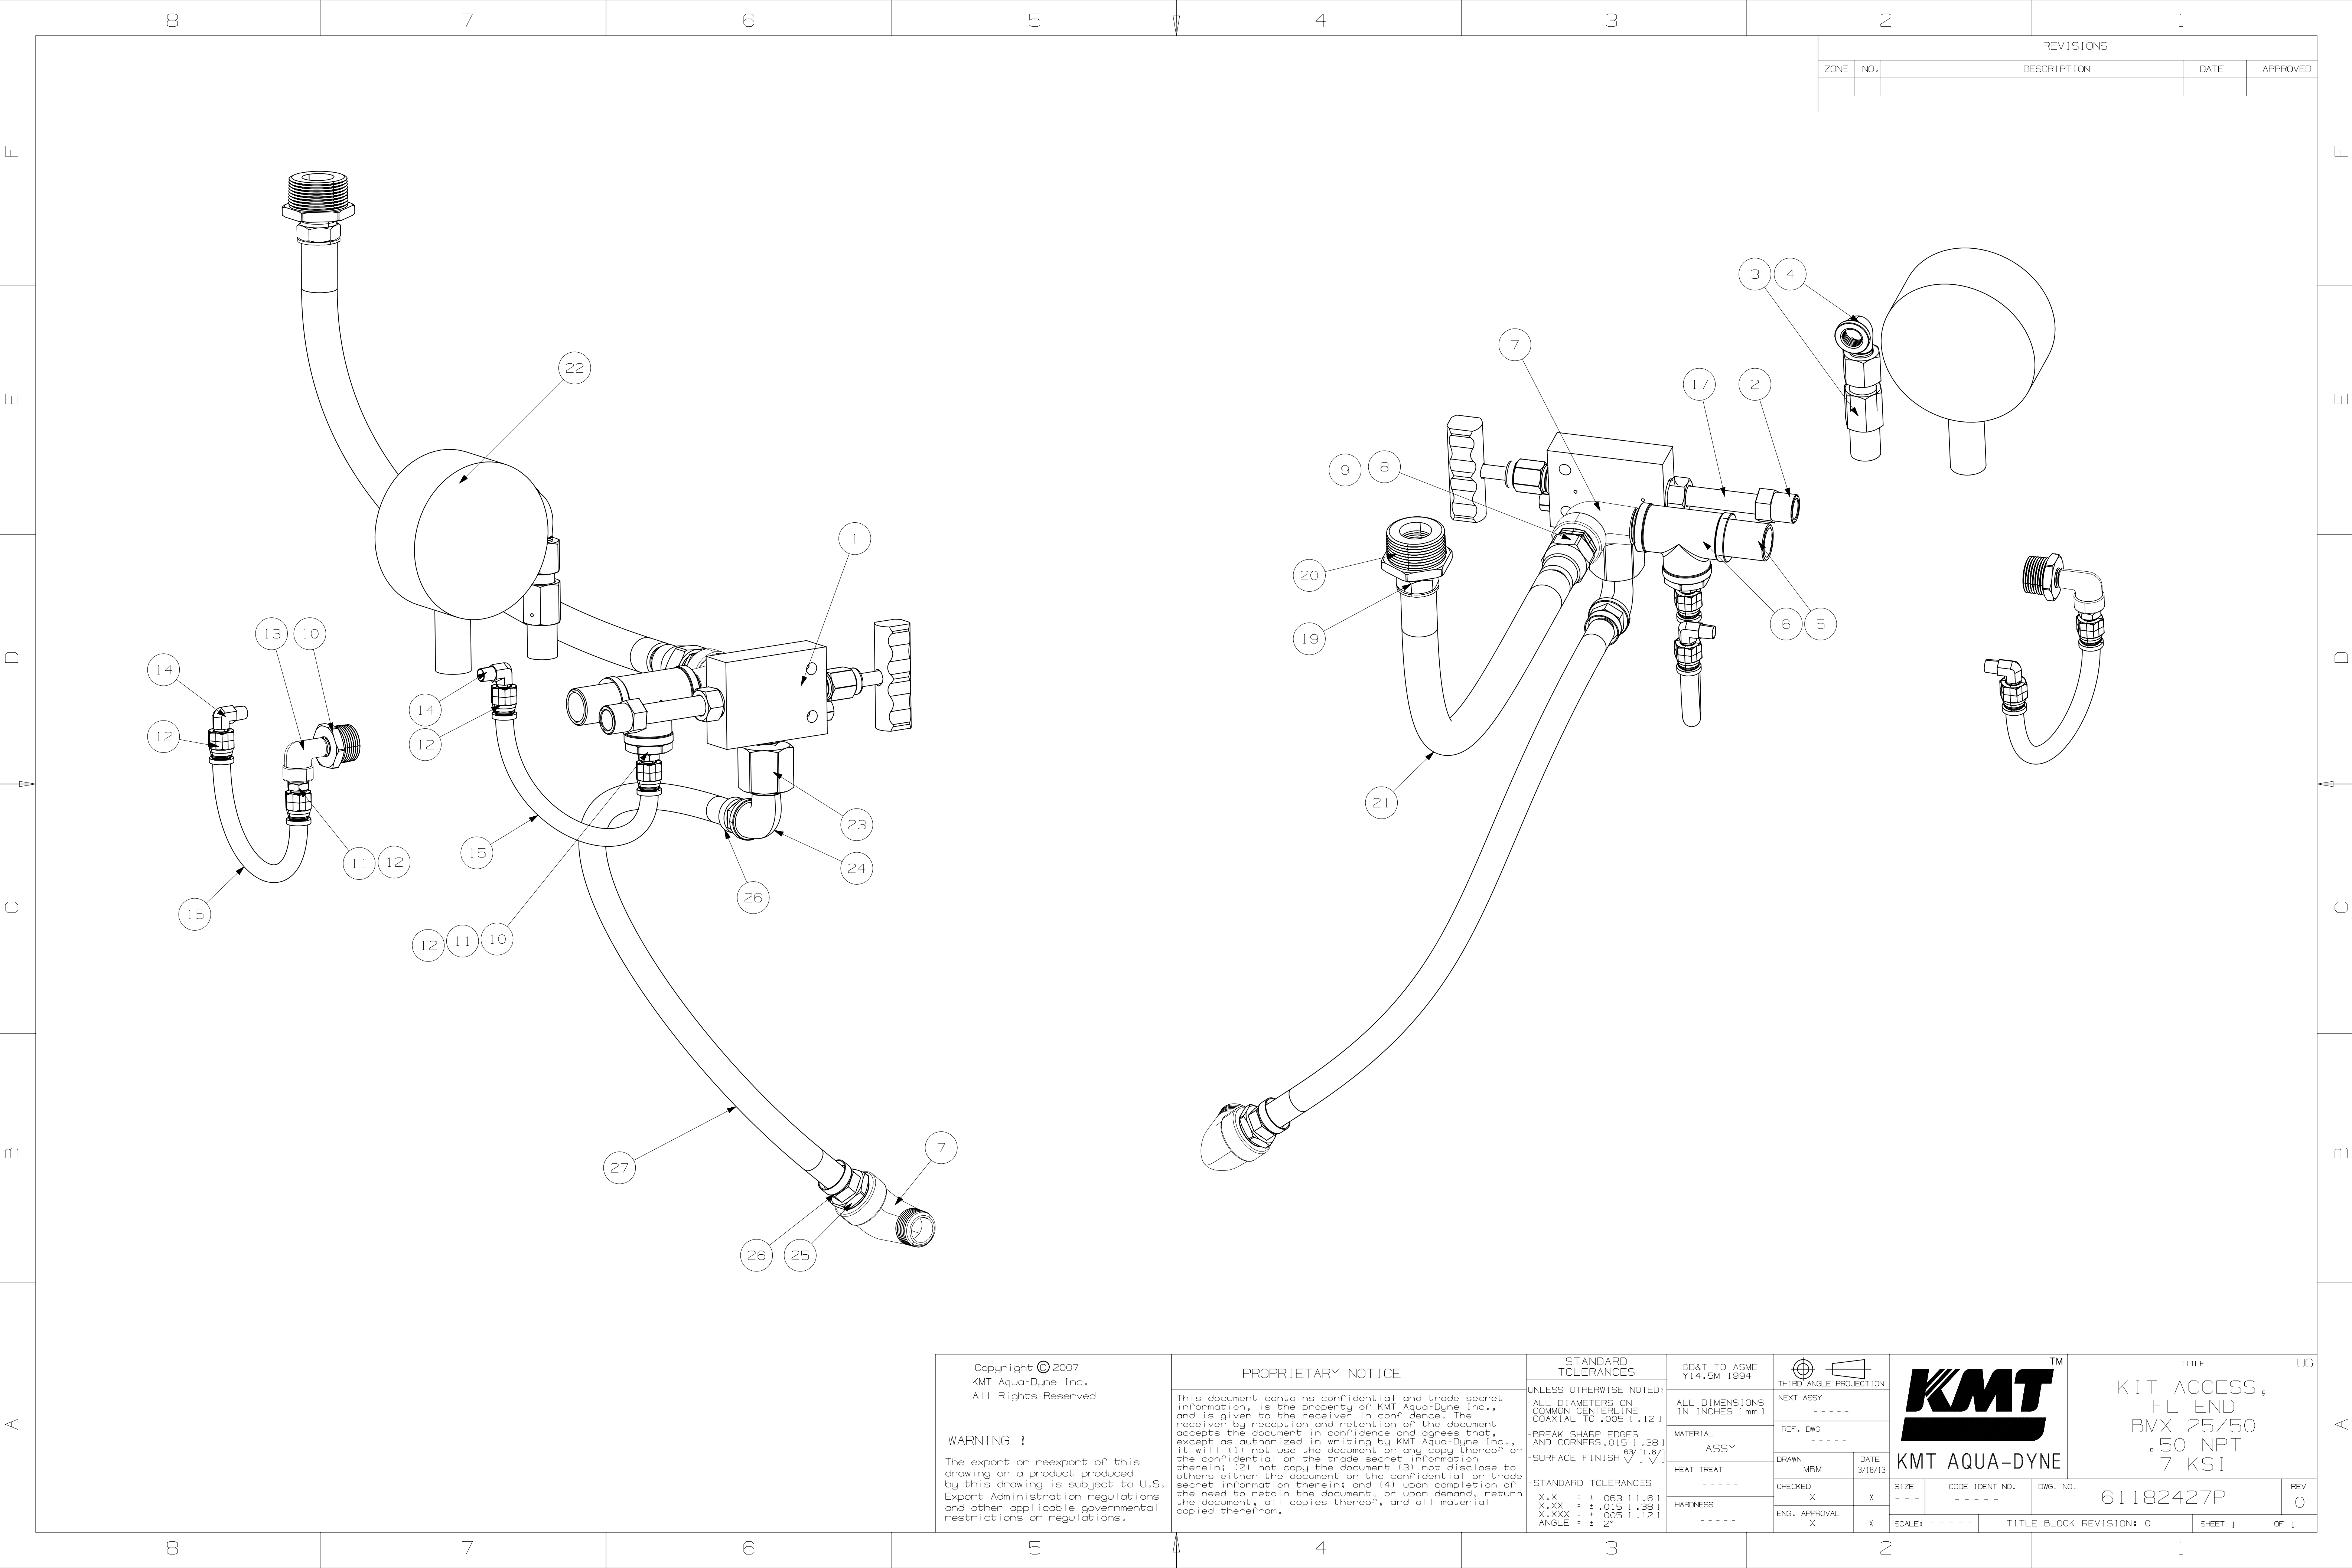 8 7 6 5 4 3 2 1
REVISIONS
ZONE NO. DESCRIPTION DATE APPROVED
F F
E E
D D
C C
B B
A A
22
1
13 10
14
12
14
12
15
11 12
15
12 11 10
23
24
26
27
7
26 25
3 4
7
17 2
9 8
20
19
6 5
21
Copyright © 2007
KMT Aqua-Dyne Inc.
All Rights Reserved
WARNING !
The export or reexport of this
drawing or a product produced
by this drawing is subject to U.S.
Export Administration regulations
and other applicable governmental
restrictions or regulations.
PROPRIETARY NOTICE
This document contains confidential and trade secret
information, is the property of KMT Aqua-Dyne Inc.,
and is given to the receiver in confidence. The
receiver by reception and retention of the document
accepts the document in confidence and agrees that,
except as authorized in writing by KMT Aqua-Dyne Inc.,
it will (1) not use the document or any copy thereof or
the confidential or the trade secret information
therein; (2) not copy the document (3) not disclose to
others either the document or the confidential or trade
secret information therein; and (4) upon completion of
the need to retain the document, or upon demand, return
the document, all copies thereof, and all material
copied therefrom.
STANDARD
TOLERANCES
UNLESS OTHERWISE NOTED:
-ALL DIAMETERS ON
COMMON CENTERLINE
COAXIAL TO .005 [.12]
-BREAK SHARP EDGES
AND CORNERS .015 [.38]
-SURFACE FINISH 63/ [1.6/]
-STANDARD TOLERANCES
X.X = ± .063 [1.6]
X.XX = ± .015 [.38]
X.XXX = ± .005 [.12]
ANGLE = ± 2°
GD&T TO ASME
Y14.5M 1994
ALL DIMENSIONS
IN INCHES [mm]
MATERIAL
ASSY
HEAT TREAT
- - - - -
HARDNESS
- - - - -
THIRD ANGLE PROJECTION
NEXT ASSY
- - - - -
REF. DWG
- - - - -
DRAWN
MBM
DATE
3/18/13
CHECKED
X X
ENG. APPROVAL
X X
KMT TM
KMT AQUA-DYNE
TITLE UG
KIT-ACCESS,
FL END
BMX 25/50
.50 NPT
7 KSI
SIZE
- - -
CODE IDENT NO.
- - - - -
DWG. NO.
61182427P
REV
0
SCALE: - - - - -
TITLE BLOCK REVISION: 0
SHEET 1 OF 1
8 7 6 5 4 3 2 1